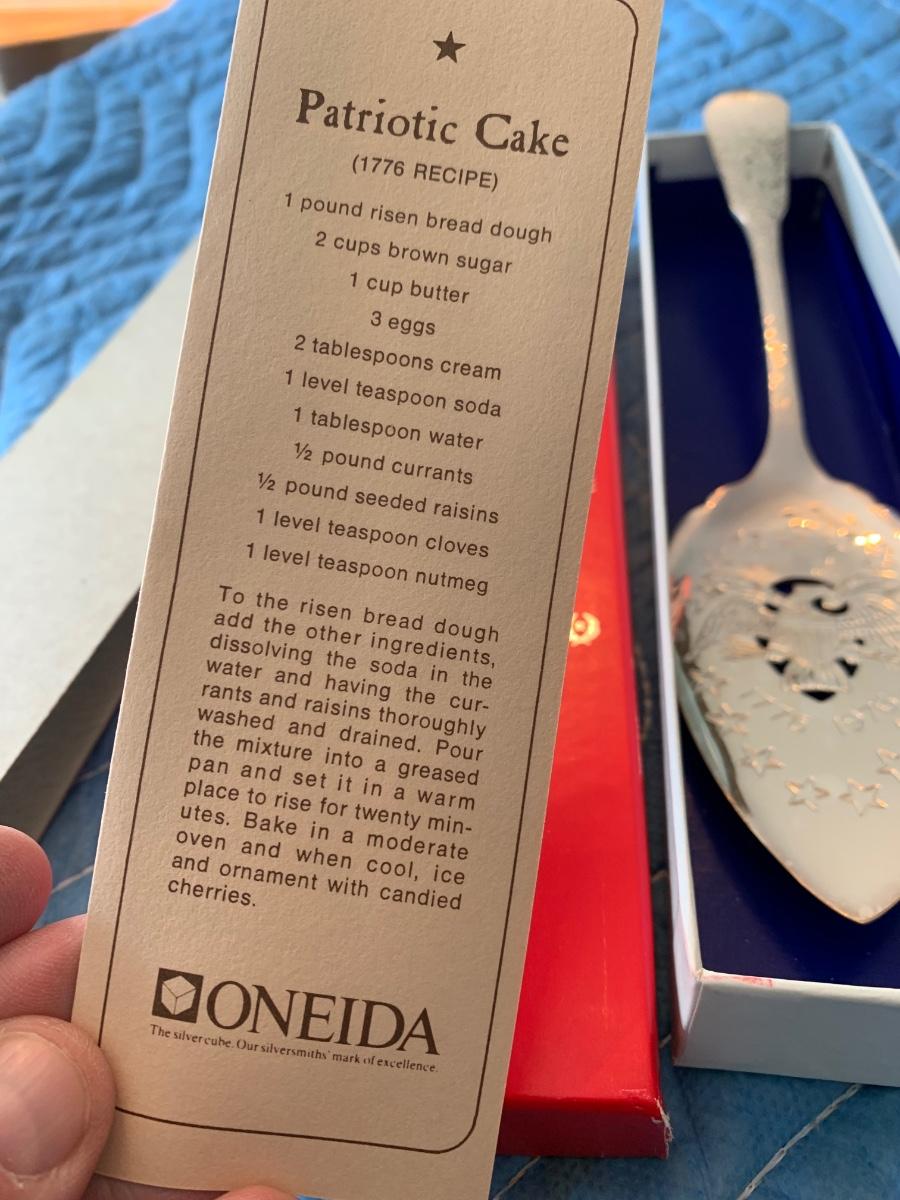 ★
Patriotic Cake
(1776 RECIPE)
1 pound risen bread dough
2 cups brown sugar
1 cup butter
3 eggs
2 tablespoons cream
1 level teaspoon soda
1 tablespoon water
½ pound currants
½ pound seeded raisins
1 level teaspoon cloves
1 level teaspoon nutmeg
To the risen bread dough
add the other ingredients,
dissolving the soda in the
water and having the cur-
rants and raisins thoroughly
washed and drained. Pour
the mixture into a greased
pan and set it in a warm
place to rise for twenty min-
utes. Bake in a moderate
oven and when cool, ice
and ornament with candied
cherries.
ONEIDA
The silver cube. Our silversmiths' mark of excellence.